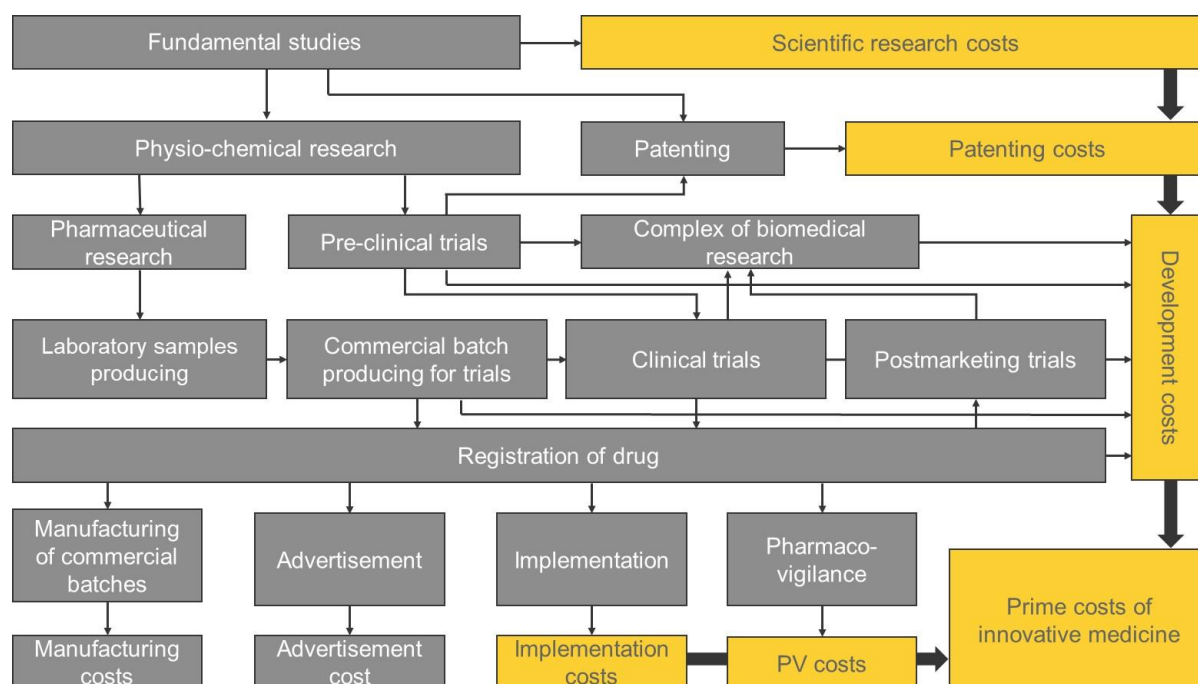 Fundamental studies
Scientific research costs
Physio-chemical research
Patenting
Patenting costs
Pharmaceutical
research
Pre-clinical trials
Complex of biomedical
research
Development costs
Laboratory samples
producing
Commercial batch
producing for trials
Clinical trials
Postmarketing trials
Registration of drug
Manufacturing
of commercial
batches
Advertisement
Implementation
Pharmaco-
vigilance
Prime costs of
innovative medicine
Manufacturing
costs
Advertisement
cost
Implementation
costs
PV costs